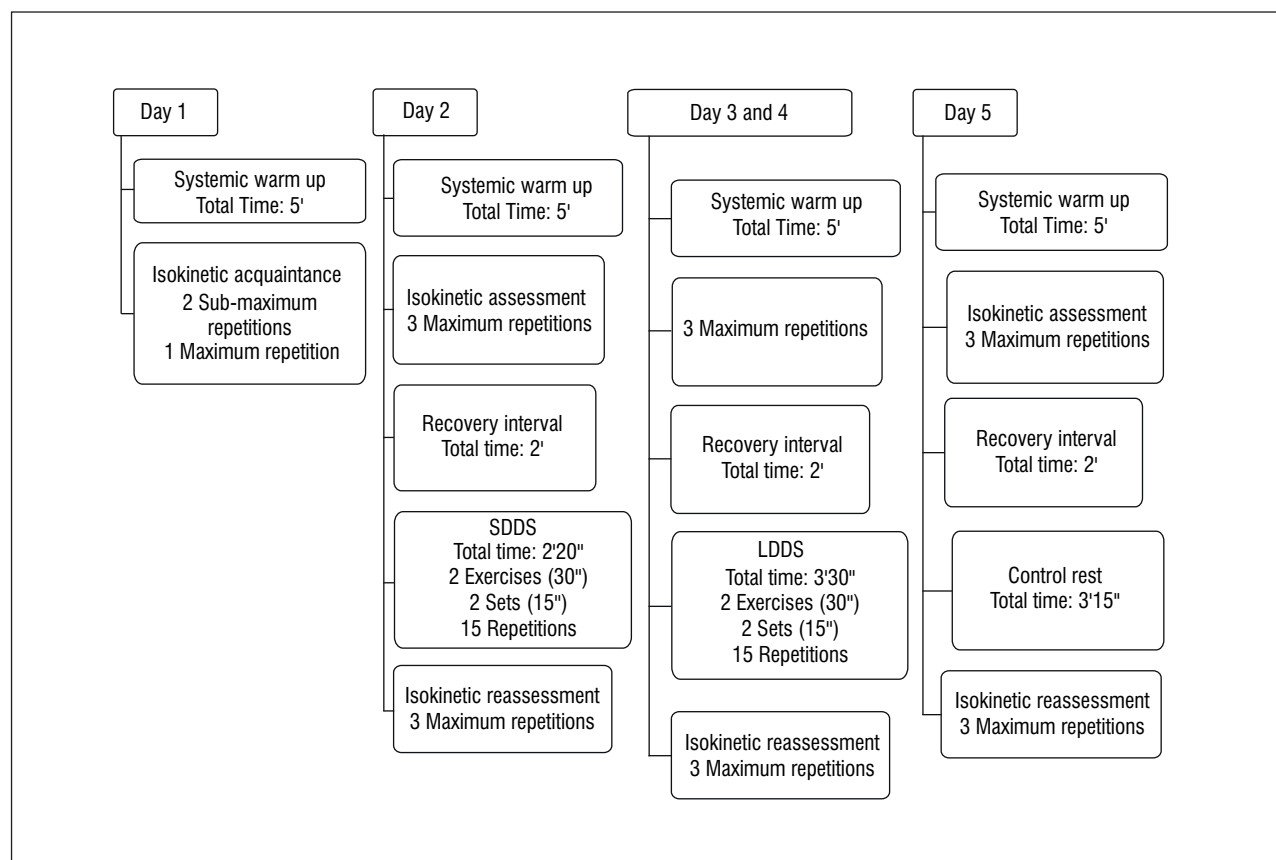 Day 1
Systemic warm up
Total Time: 5'
Isokinetic acquaintance
2 Sub-maximum
repetitions
1 Maximum repetition
Day 2
Systemic warm up
Total Time: 5'
Isokinetic assessment
3 Maximum repetitions
Recovery interval
Total time: 2'
SDDS
Total time: 2'20"
2 Exercises (30")
2 Sets (15")
15 Repetitions
Isokinetic reassessment
3 Maximum repetitions
Day 3 and 4
Systemic warm up
Total Time: 5'
3 Maximum repetitions
Recovery interval
Total time: 2'
LDDS
Total time: 3'30"
2 Exercises (30")
2 Sets (15")
15 Repetitions
Isokinetic reassessment
3 Maximum repetitions
Day 5
Systemic warm up
Total Time: 5'
Isokinetic assessment
3 Maximum repetitions
Recovery interval
Total time: 2'
Control rest
Total time: 3'15"
Isokinetic reassessment
3 Maximum repetitions